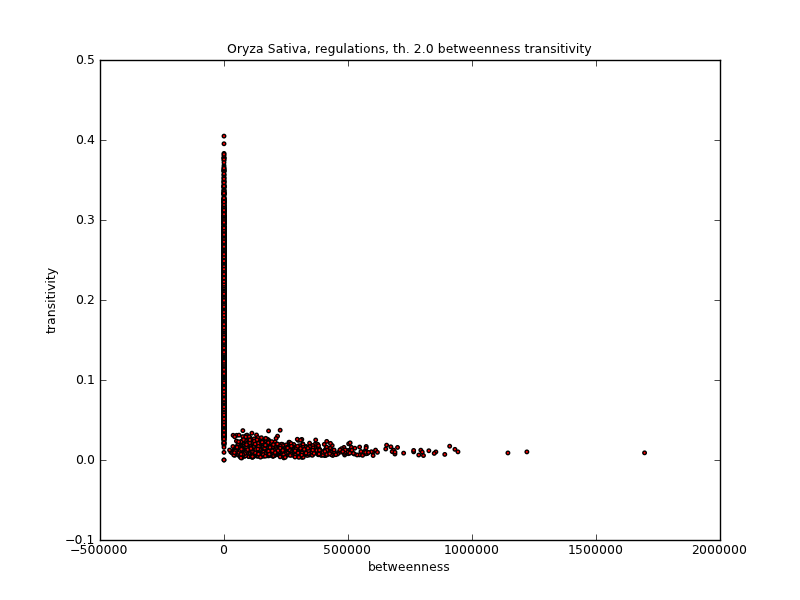 Oryza Sativa, regulations, th. 2.0 betweenness transitivity
0.5
0.4
0.3
0.2
0.1
0.0
−0.1
transitivity
−500000 0 500000 1000000 1500000 2000000
betweenness